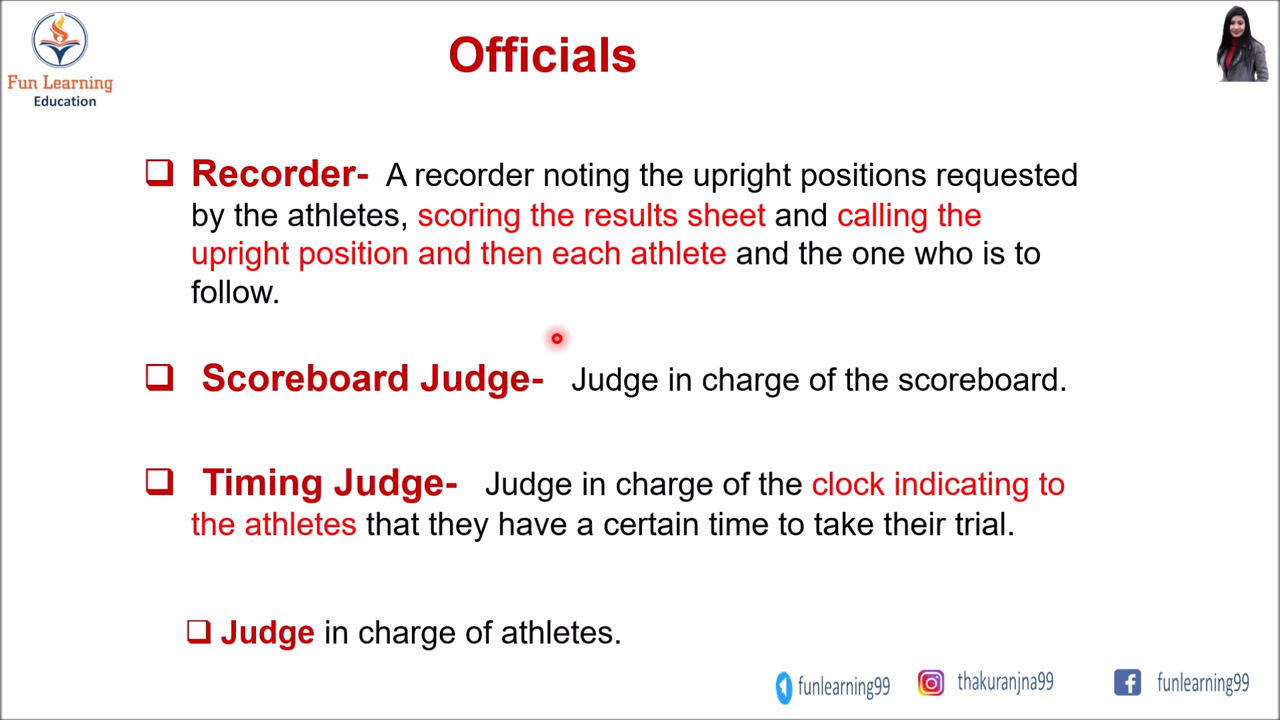 Officials
Fun Learning
Education
❑ Recorder- A recorder noting the upright positions requested
by the athletes, scoring the results sheet and calling the
upright position and then each athlete and the one who is to
follow.
❑ Scoreboard Judge- Judge in charge of the scoreboard.
❑ Timing Judge- Judge in charge of the clock indicating to
the athletes that they have a certain time to take their trial.
❑ Judge in charge of athletes.
funlearning99 thakuranjna99 funlearning99